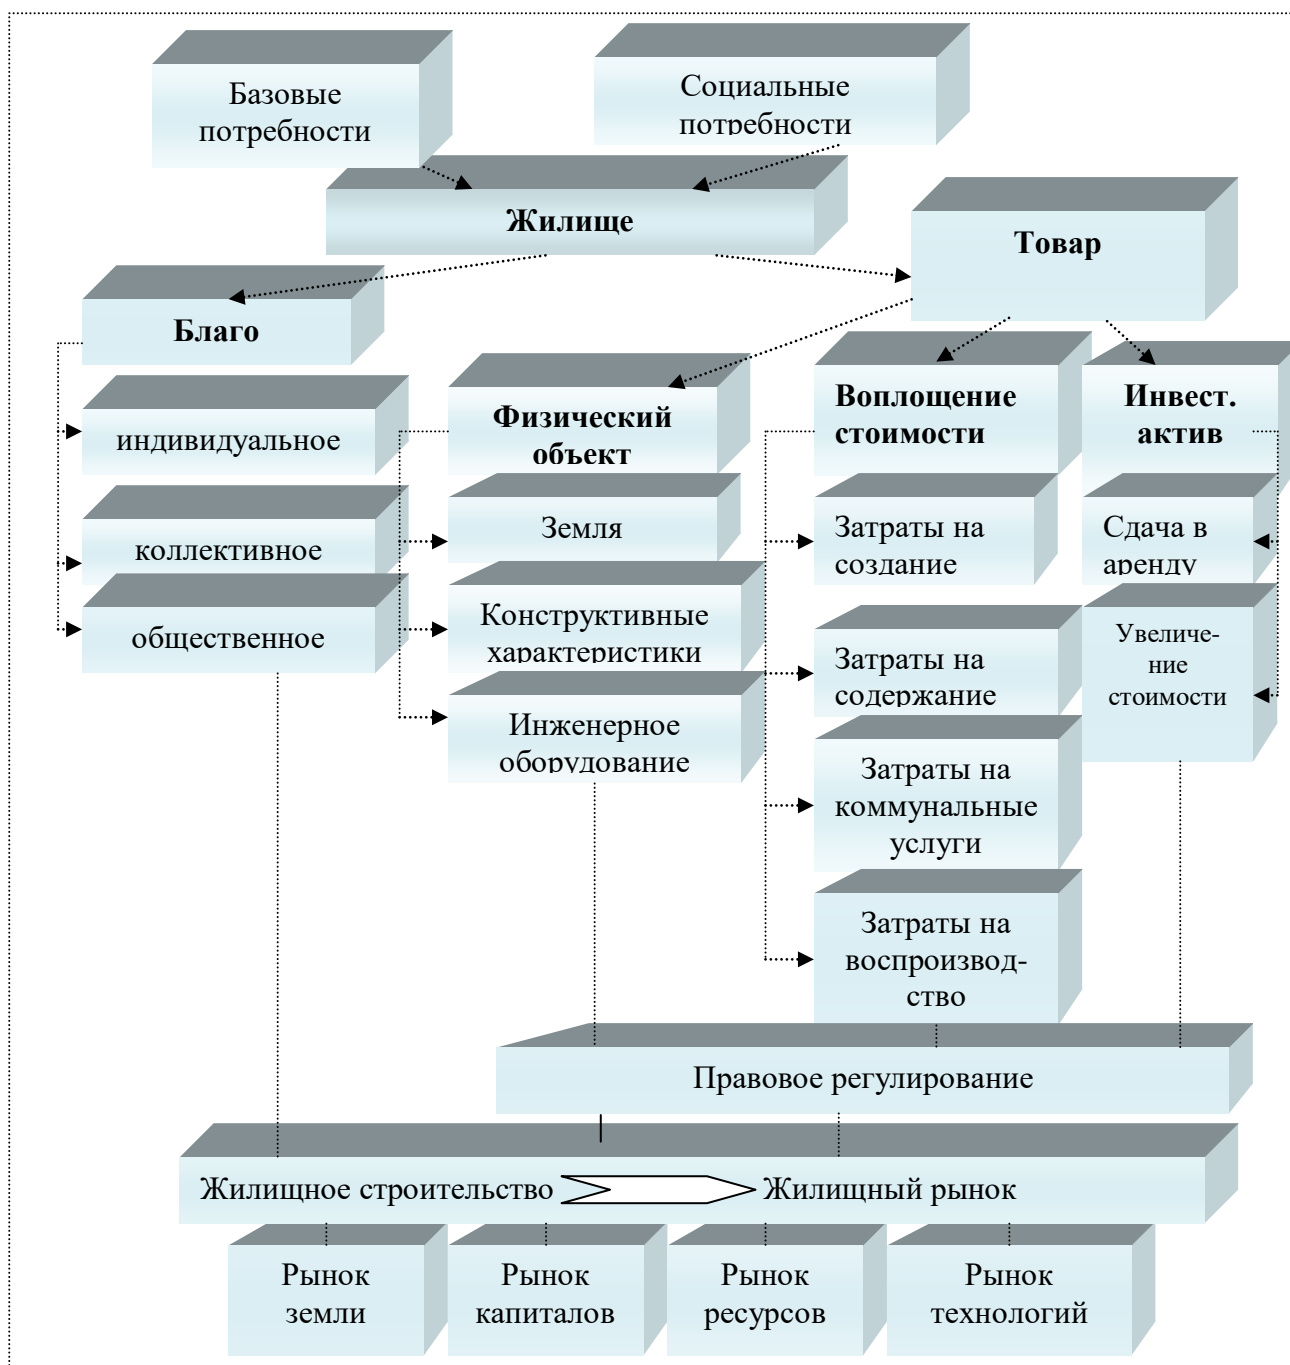 Базовые
потребности
Социальные
потребности
Жилище
Товар
Благо
индивидуальное
коллективное
общественное
Физический
объект
Земля
Конструктивные
характеристики
Инженерное
оборудование
Воплощение
стоимости
Затраты на
создание
Затраты на
содержание
Затраты на
коммунальные
услуги
Затраты на
воспроизвод-
ство
Инвест.
актив
Сдача в
аренду
Увеличе-
ние
стоимости
Правовое регулирование
Жилищное строительство
Жилищный рынок
Рынок
земли
Рынок
капиталов
Рынок
ресурсов
Рынок
технологий